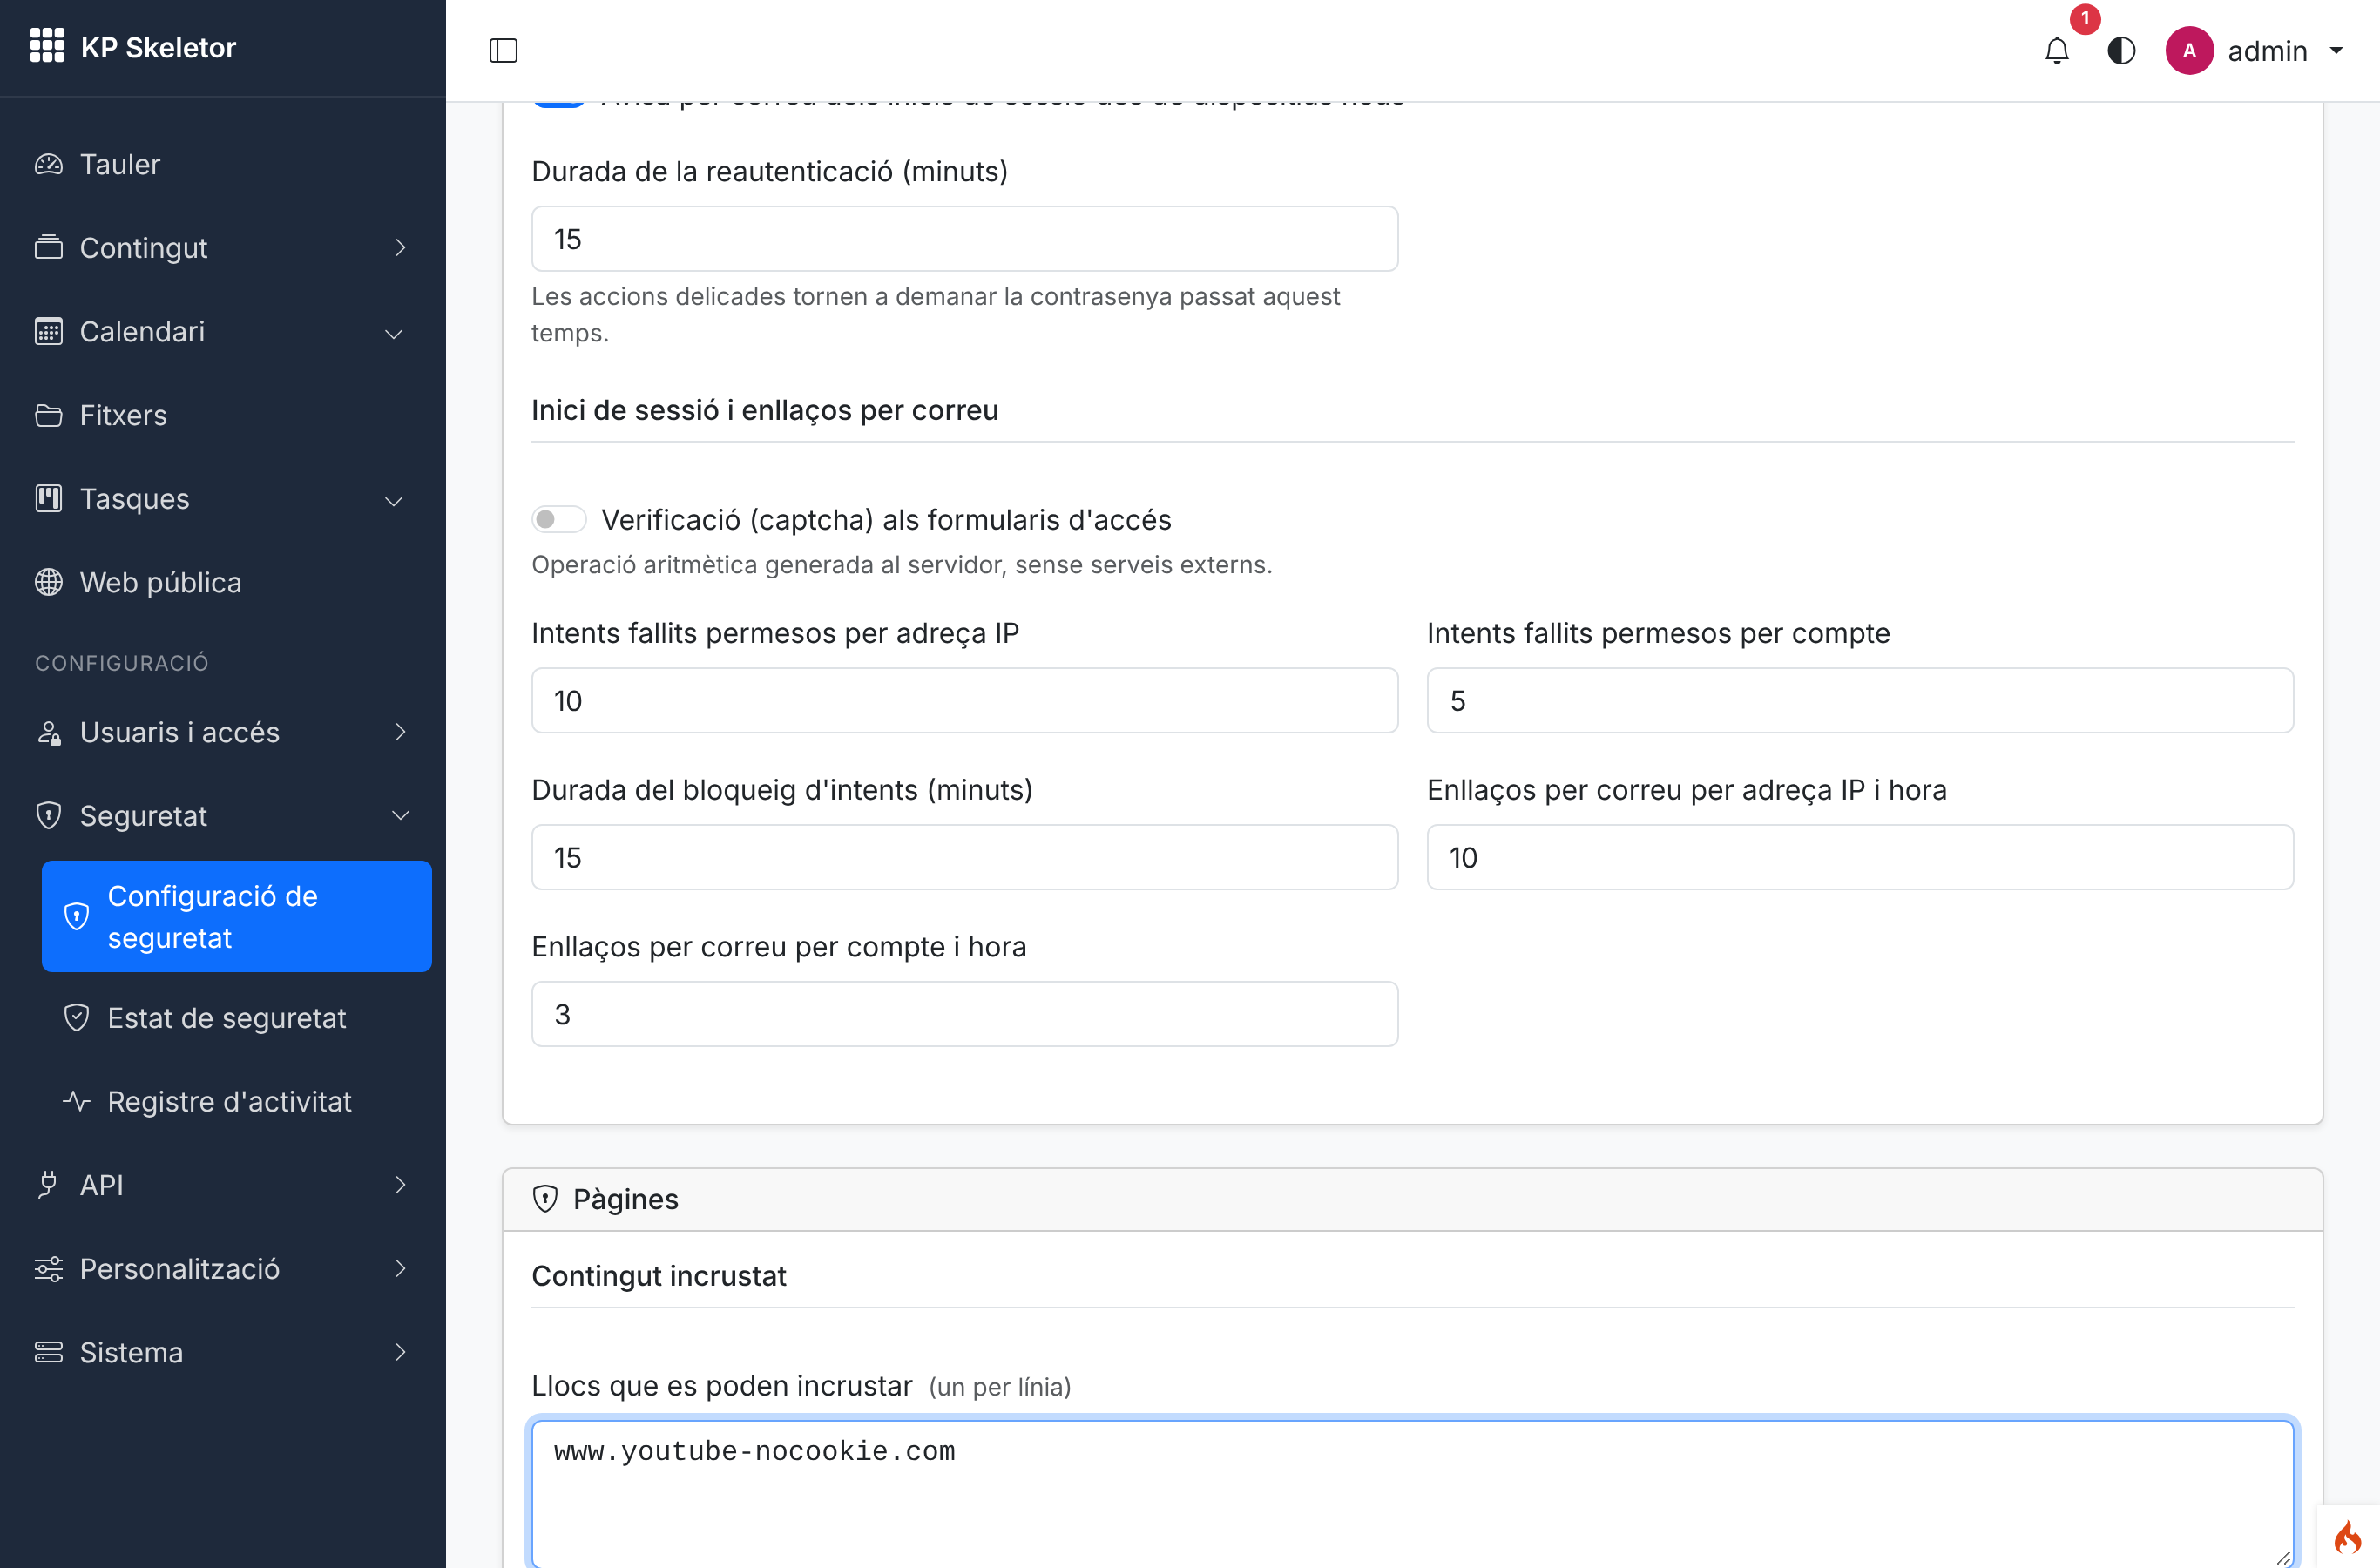 KP Skeletor
1
A
admin
Tauler
Contingut
Calendari
Fitxers
Tasques
Web pública
CONFIGURACIÓ
Usuaris i accés
Seguretat
Configuració de
seguretat
Estat de seguretat
Registre d'activitat
API
Personalització
Sistema
Durada de la reautenticació (minuts)
15
Les accions delicades tornen a demanar la contrasenya passat aquest
temps.
Inici de sessió i enllaços per correu
Verificació (captcha) als formularis d'accés
Operació aritmètica generada al servidor, sense serveis externs.
Intents fallits permesos per adreça IP
10
Intents fallits permesos per compte
5
Durada del bloqueig d'intents (minuts)
15
Enllaços per correu per adreça IP i hora
10
Enllaços per correu per compte i hora
3
Pàgines
Contingut incrustat
Llocs que es poden incrustar (un per línia)
www.youtube-nocookie.com